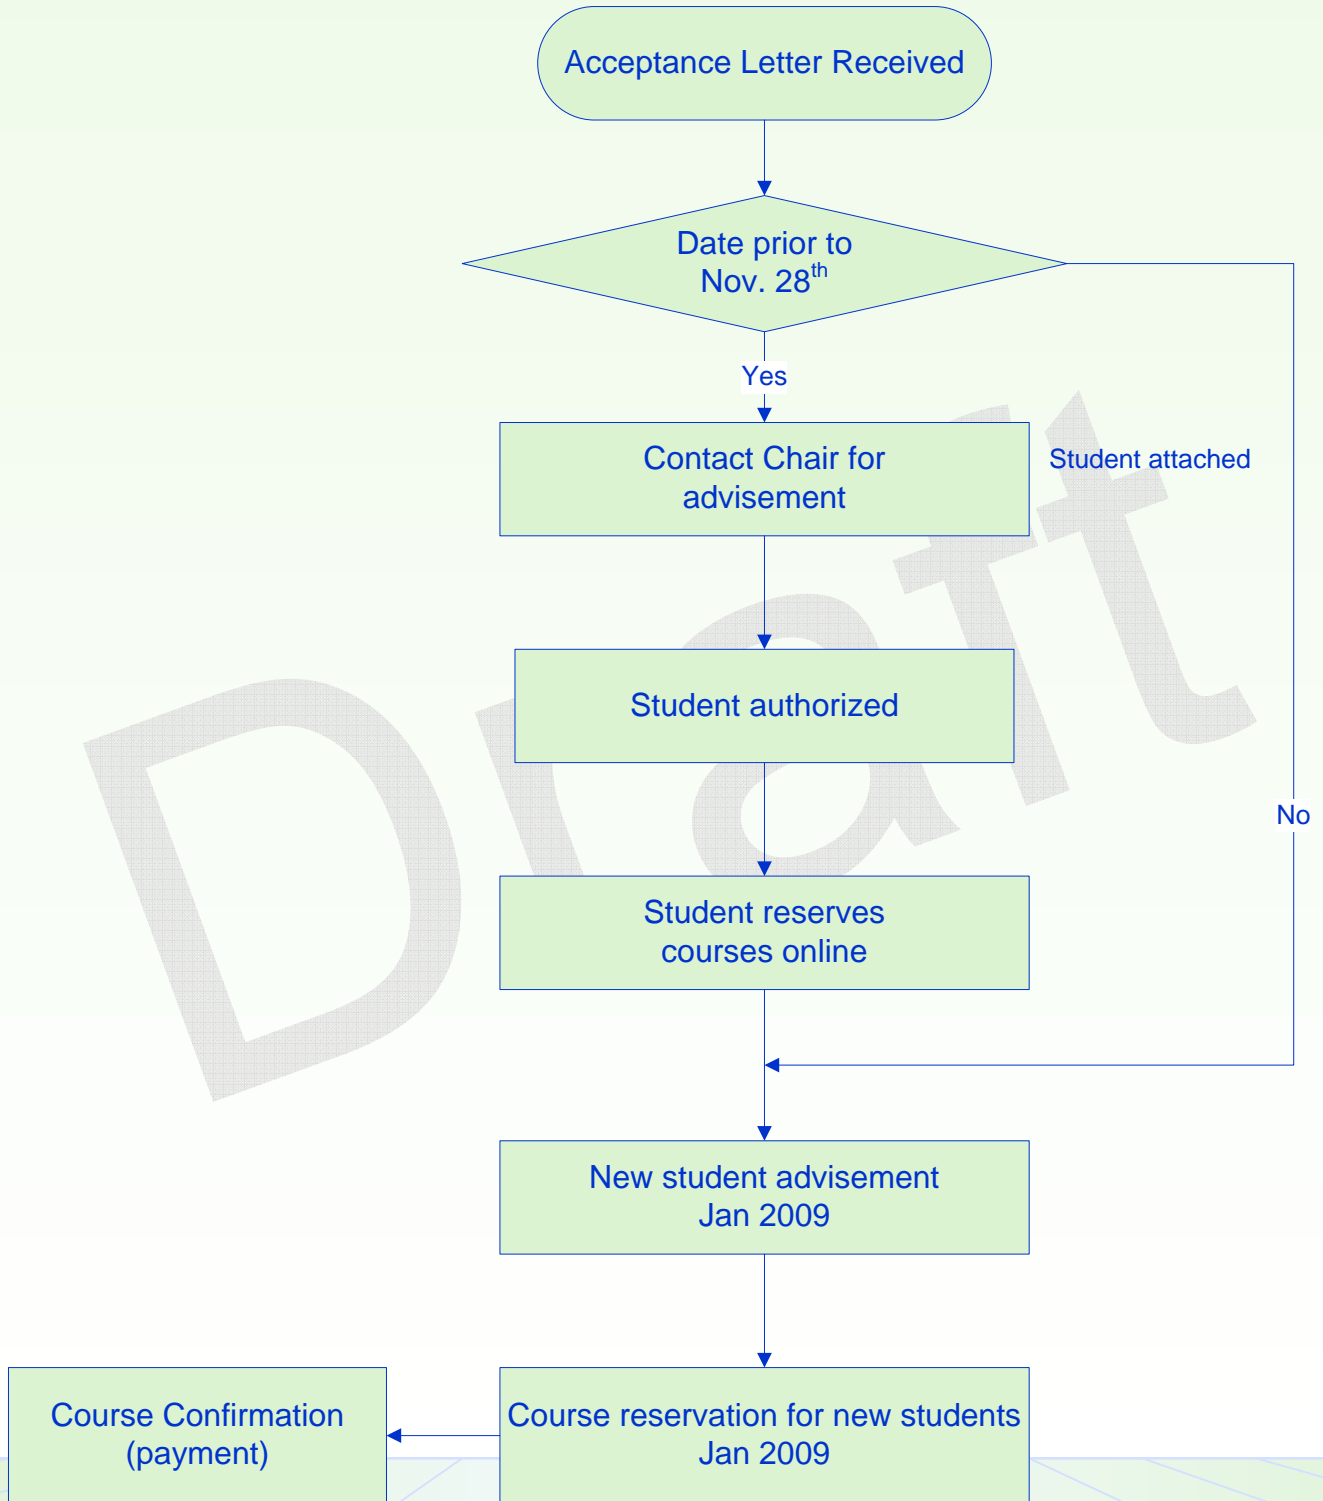 Acceptance Letter Received
Date prior to
Nov. 28th
Yes
Contact Chair for
advisement
Student attached
Student authorized
No
Student reserves
courses online
New student advisement
Jan 2009
Course Confirmation
(payment)
Course reservation for new students
Jan 2009
Draft